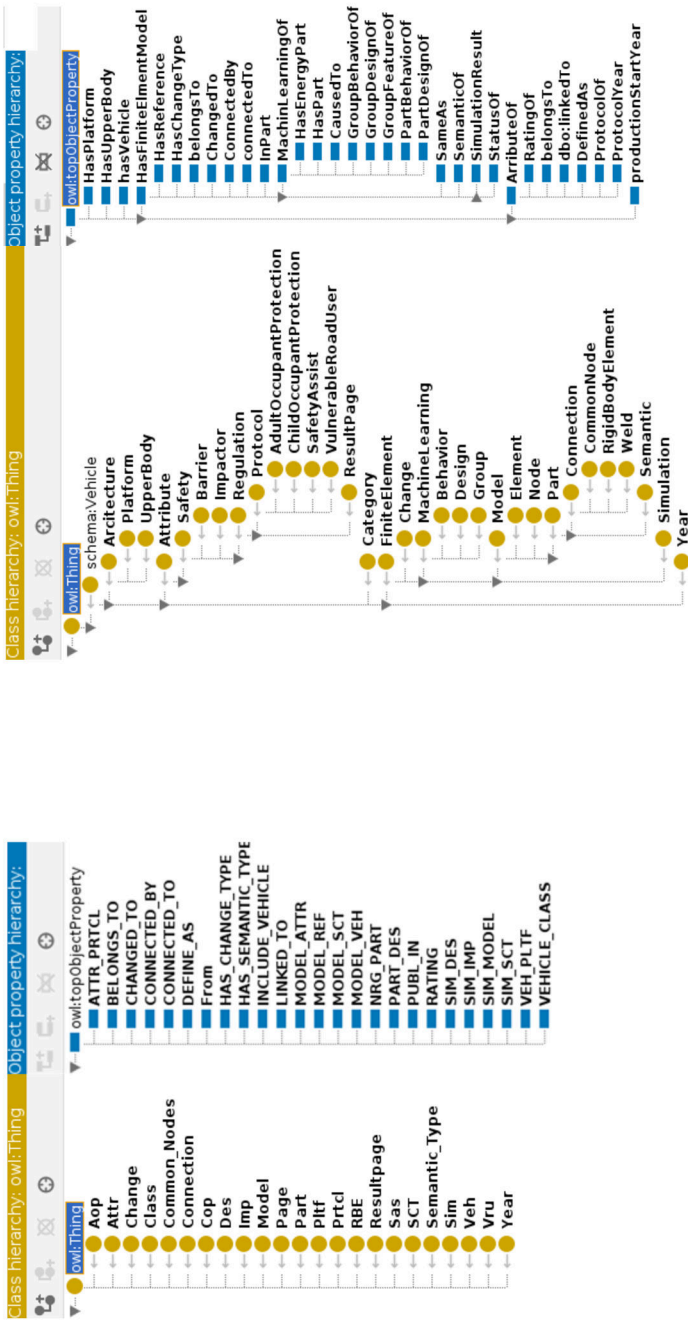 Class hierarchy: owl:Thing
owl:Thing
Aop
Attr
Change
Class
Common_Nodes
Connection
Cop
Des
Imp
Model
Page
Part
Pltf
Prtcl
RBE
Resultpage
Sas
SCT
Semantic_Type
Sim
Veh
Vru
Year
Object property hierarchy:
owl:topObjectProperty
ATTR_PRTCL
BELONGS_TO
CHANGED_TO
CONNECTED_BY
CONNECTED_TO
DEFINE_AS
From
HAS_CHANGE_TYPE
HAS_SEMANTIC_TYPE
INCLUDE_VEHICLE
LINKED_TO
MODEL_ATTR
MODEL_REF
MODEL_SCT
MODEL_VEH
NRG_PART
PART_DES
PUBL_IN
RATING
SIM_DES
SIM_IMP
SIM_MODEL
SIM_SCT
VEH_PLTF
VEHICLE_CLASS
Class hierarchy: owl:Thing
owl:Thing
schema:Vehicle
Arcitecture
Platform
UpperBody
Attribute
Safety
Barrier
Impactor
Regulation
Protocol
AdultOccupantProtection
ChildOccupantProtection
SafetyAssist
VulnerableRoadUser
ResultPage
Category
FiniteElement
Change
MachineLearning
Behavior
Design
Group
Model
Element
Node
Part
Connection
CommonNode
RigidBodyElement
Weld
Semantic
Simulation
Year
Object property hierarchy:
owl:topObjectProperty
HasPlatform
HasUpperBody
hasVehicle
HasFiniteElmentModel
HasReference
HasChangeType
belongsTo
ChangedTo
ConnectedBy
connectedTo
InPart
MachinLearningOf
HasEnergyPart
HasPart
CausedTo
GroupBehaviorOf
GroupDesignOf
GroupFeatureOf
PartBehaviorOf
PartDesignOf
SameAs
SemanticOf
SimulationResult
StatusOf
ArributeOf
RatingOf
belongsTo
dbo:linkedTo
DefinedAs
ProtocolOf
ProtocolYear
productionStartYear